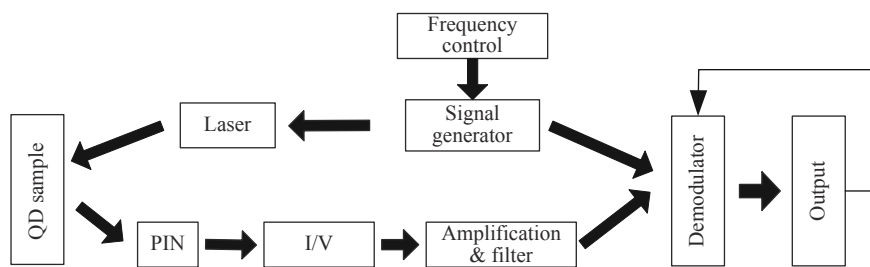 Frequency
control
Signal
generator
Laser
QD sample
PIN
I/V
Amplification
& filter
Demodulator
Output